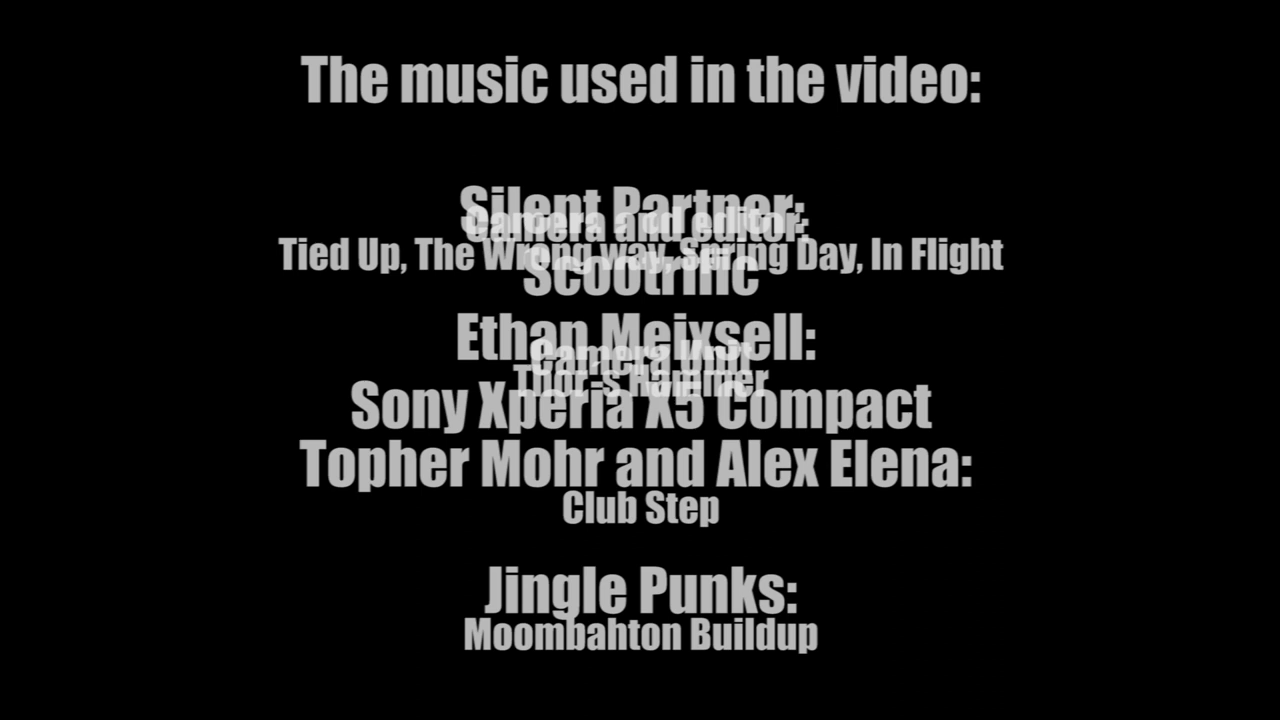 The music used in the video:
Silent Partner:
Camera and editor:
Tied Up, The Wrong way, Spring Day, In Flight
Scootrific
Ethan Meixsell:
Camera Unit
Thor's Hammer
Sony Xperia X5 Compact
Topher Mohr and Alex Elena:
Club Step
Jingle Punks:
Moombahton Buildup